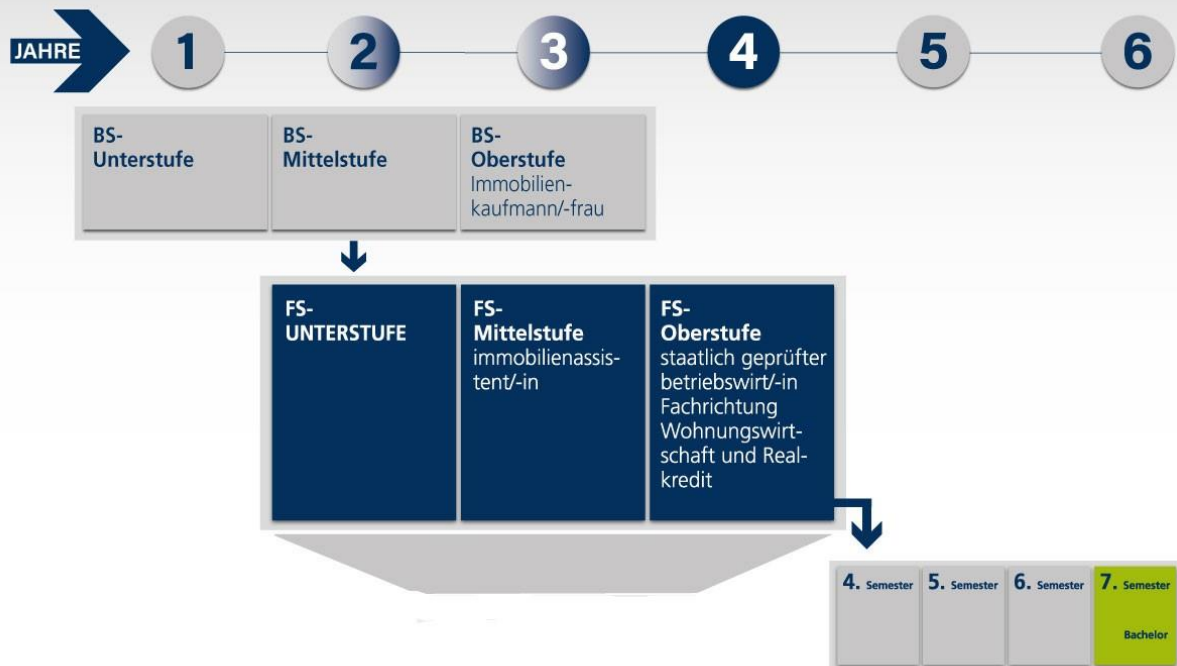 JAHRE
1 2 3 4 5 6
BS-
Unterstufe
BS-
Mittelstufe
BS-
Oberstufe
Immobilien-
kaufmann/-frau
FS-
UNTERSTUFE
FS-
Mittelstufe
immobilienassis-
tent/-in
FS-
Oberstufe
staatlich geprüfter
betriebswirt/-in
Fachrichtung
Wohnungswirt-
schaft und Real-
kredit
4. Semester
5. Semester
6. Semester
7. Semester
Bachelor